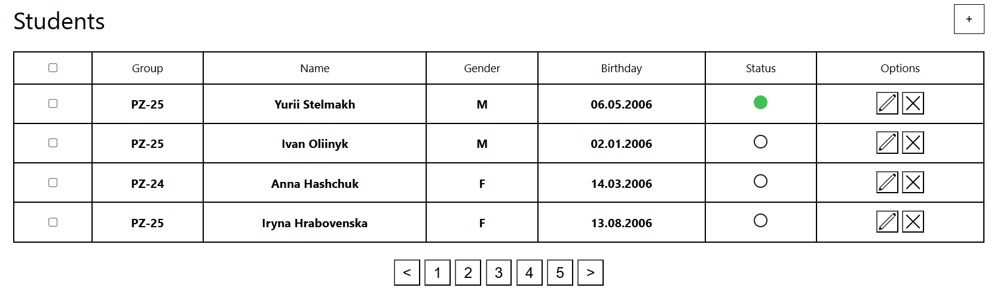 Students
+
Group Name Gender Birthday Status Options
PZ-25 Yurii Stelmakh M 06.05.2006
PZ-25 Ivan Oliinyk M 02.01.2006
PZ-24 Anna Hashchuk F 14.03.2006
PZ-25 Iryna Hrabovenska F 13.08.2006
< 1 2 3 4 5 >